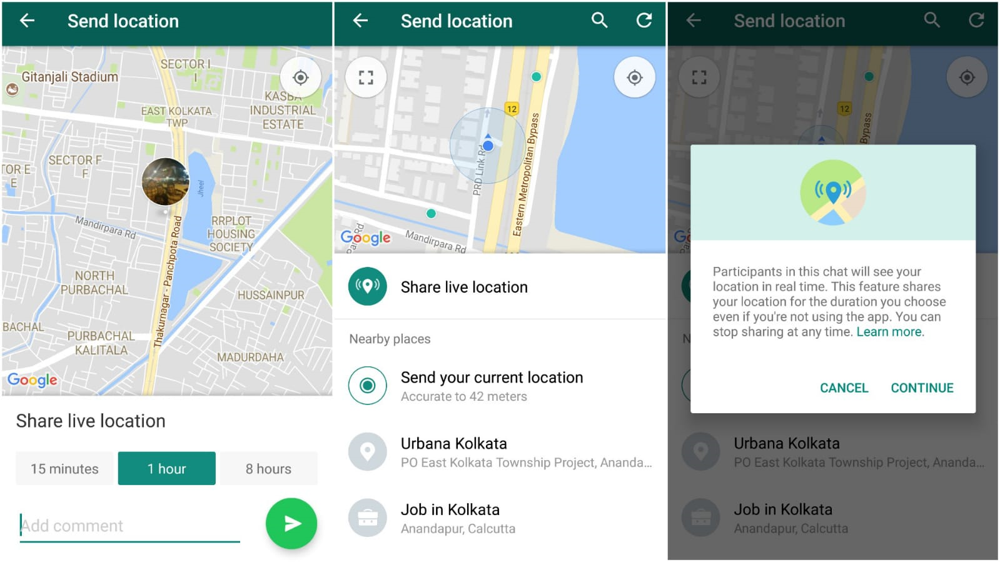 Send location
SECTOR I
I
Gitanjali Stadium
KASBA
INDUSTRIAL
ESTATE
EAST KOLKATA
TWP
SECTOR F
F
TOR E
E
Jheel
Mandirpara Rd
RRPLOT
HOUSING
SOCIETY
Thakurnagar - Panchpota Road
NORTH
PURBACHAL
HUSSAINPUR
BACHAL
PURBACHAL
KALITALA
MADURDAHA
Google
Share live location
15 minutes
1 hour
8 hours
Add comment
Send location
12
PRD Link Rd
Eastern Metropolitan Bypass
Google
Mandirpara Rd
Rd
Share live location
Nearby places
Send your current location
Accurate to 42 meters
Urbana Kolkata
PO East Kolkata Township Project, Ananda...
Job in Kolkata
Anandapur, Calcutta
Send location
12
Bypass
Go
Participants in this chat will see your
location in real time. This feature shares
your location for the duration you choose
even if you're not using the app. You can
stop sharing at any time. Learn more.
N
CANCEL
CONTINUE
Urbana Kolkata
PO East Kolkata Township Project, Ananda...
Job in Kolkata
Anandapur, Calcutta